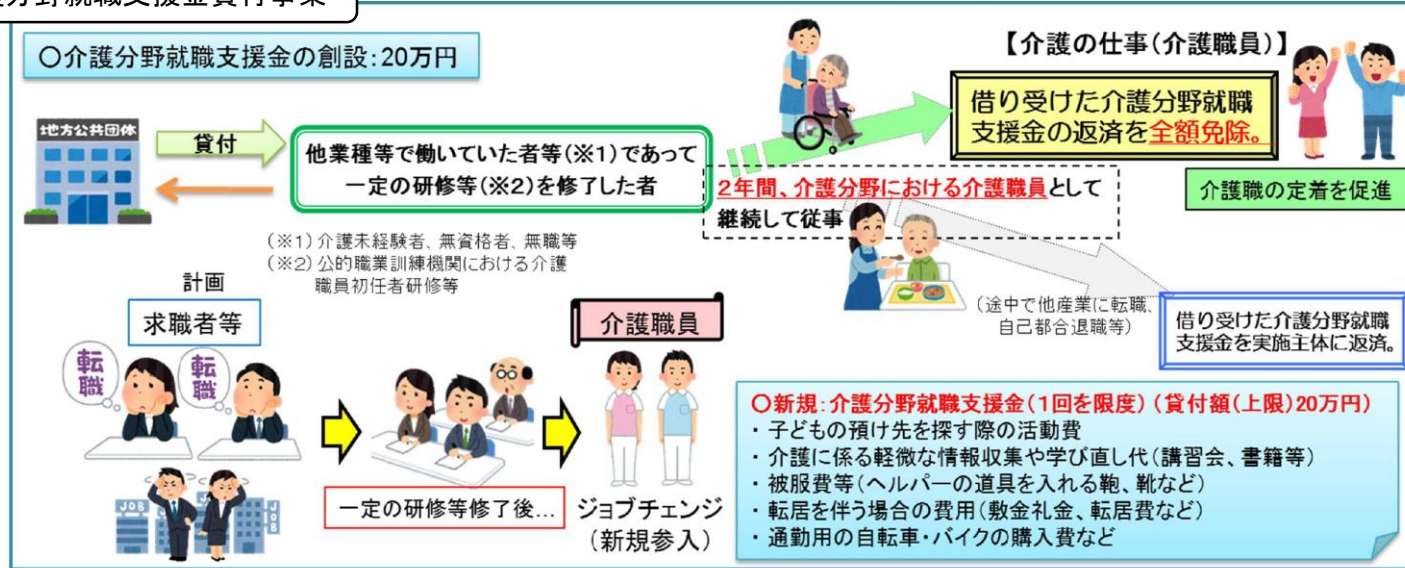 分野就職支援金貸付事業
〇介護分野就職支援金の創設:20万円
【介護の仕事(介護職員)】
地方公共団体
貸付
他業種等で働いていた者等(※1)であって
一定の研修等(※2)を修了した者
借り受けた介護分野就職
支援金の返済を全額免除。
2年間、介護分野における介護職員として
継続して従事
介護職の定着を促進
(※1)介護未経験者、無資格者、無職等
(※2)公的職業訓練機関における介護
職員初任者研修等
(途中で他産業に転職、
自己都合退職等)
借り受けた介護分野就職
支援金を実施主体に返済。
計画
求職者等
転職
転職
介護職員
JOB
JOB
一定の研修等修了後…
ジョブチェンジ
(新規参入)
〇新規:介護分野就職支援金(1回を限度)(貸付額(上限)20万円)
・子どもの預け先を探す際の活動費
・介護に係る軽微な情報収集や学び直し代(講習会、書籍等)
・被服費等(ヘルパーの道具を入れる鞄、靴など)
・転居を伴う場合の費用(敷金礼金、転居費など)
・通勤用の自転車・バイクの購入費など